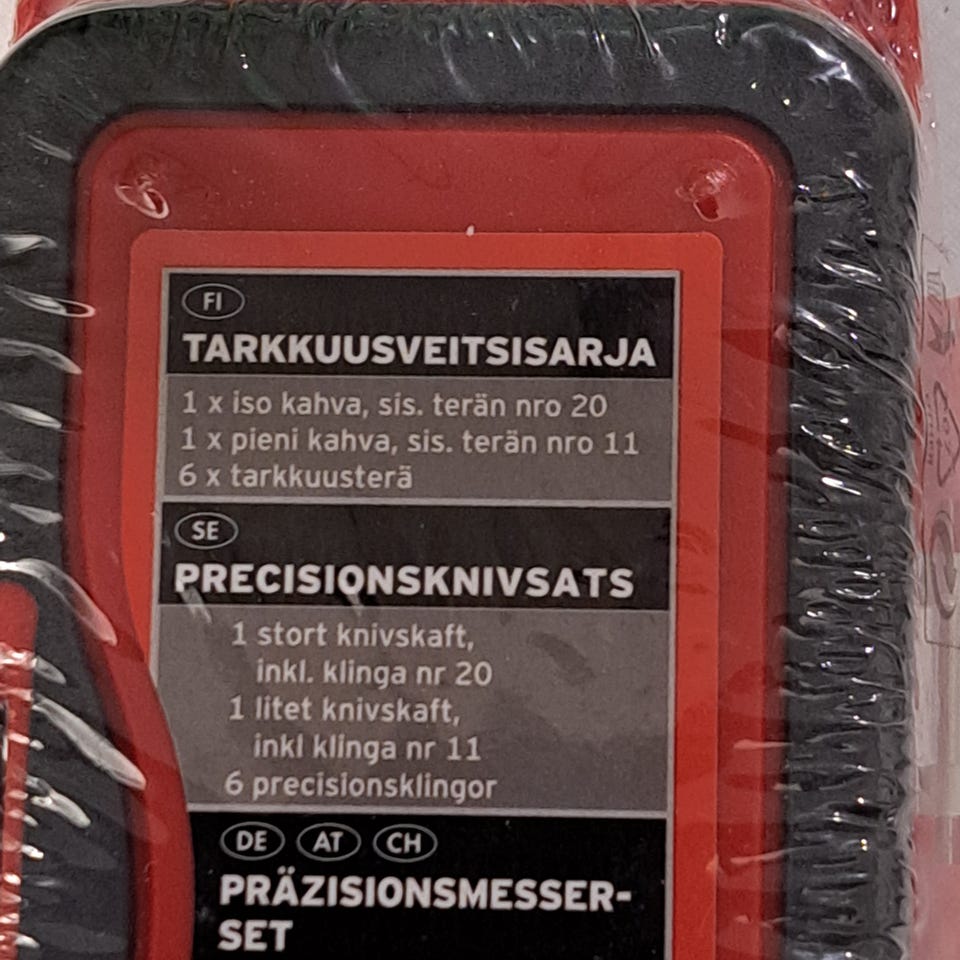 FI
TARKKUUSVEITSISARJA
1 x iso kahva, sis. terän nro 20
1 x pieni kahva, sis. terän nro 11
6 x tarkkuusterä
SE
PRECISIONSKNIVSATS
1 stort knivskaft,
inkl. klinga nr 20
1 litet knivskaft,
inkl klinga nr 11
6 precisionsklingor
DE AT CH
PRÄZISIONSMESSER-
SET